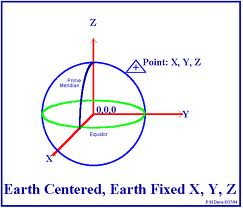 Z
Point: X, Y, Z
Prime
Meridian
0,0,0
Y
Equator
X
Earth Centered, Earth Fixed X, Y, Z